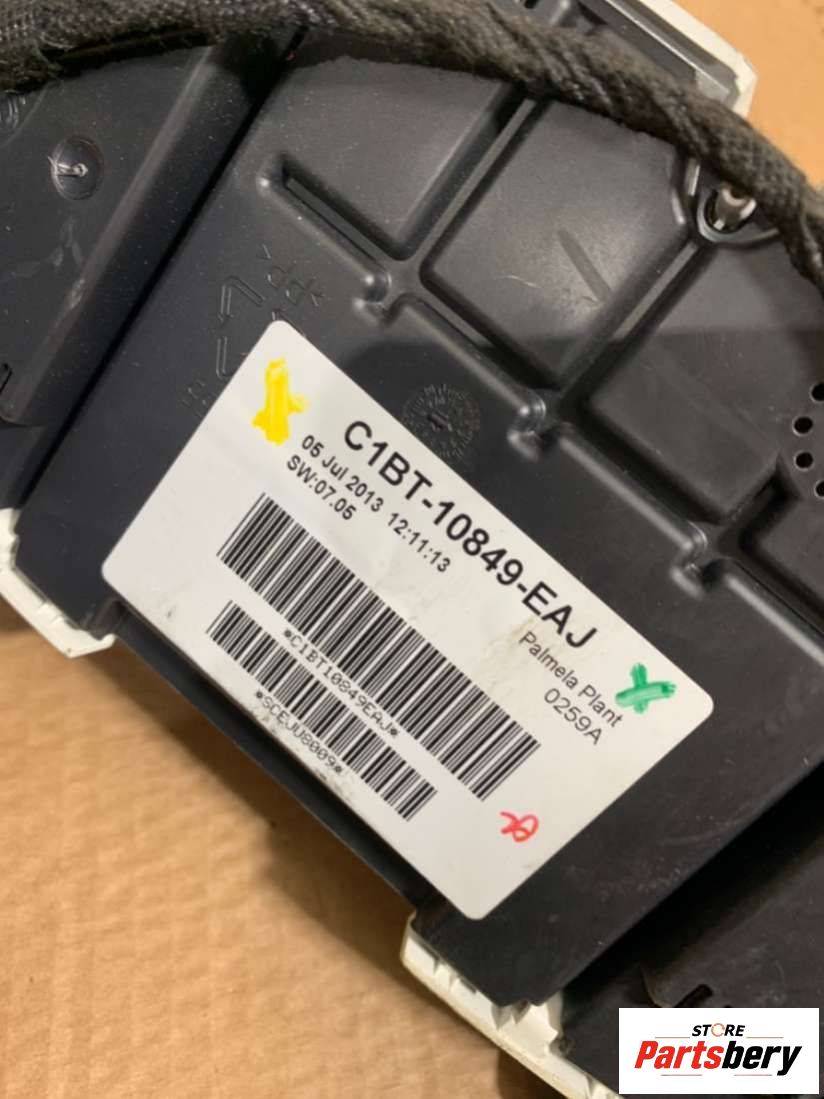 >PP<
C1BT-10849-EAJ
05 Jul 2013 12:11:13
SW:07.05
Palmela Plant
0259A
*C1BT10849EAJ*
*SCEJU8009*
STORE
Partsbery